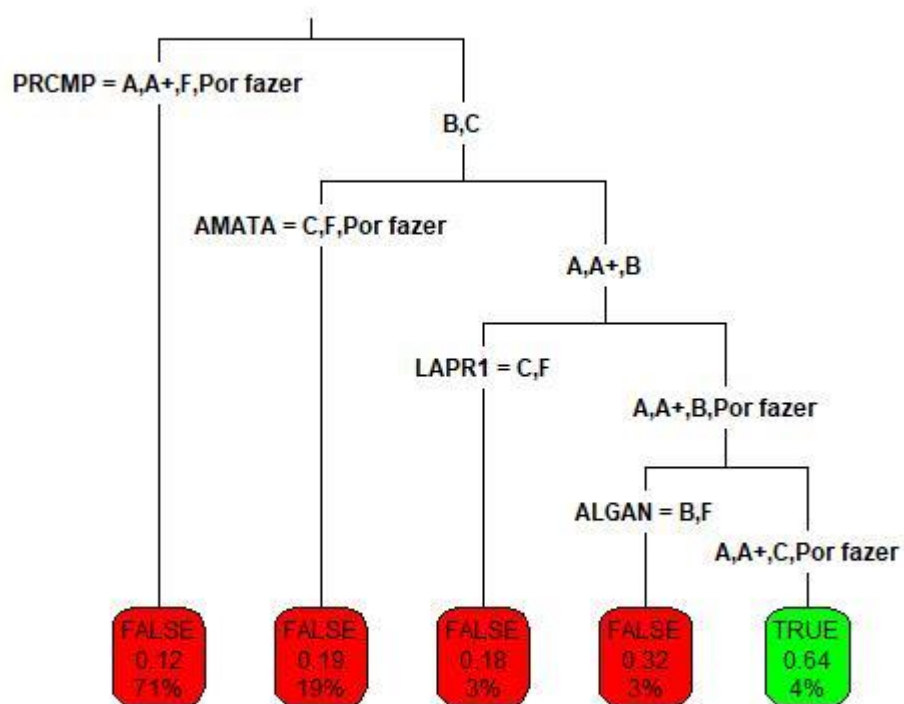 PRCMP = A,A+,F,Por fazer
B,C
AMATA = C,F,Por fazer
A,A+,B
LAPR1 = C,F
A,A+,B,Por fazer
ALGAN = B,F
A,A+,C,Por fazer
FALSE
0.12
71%
FALSE
0.19
19%
FALSE
0.18
3%
FALSE
0.32
3%
TRUE
0.64
4%